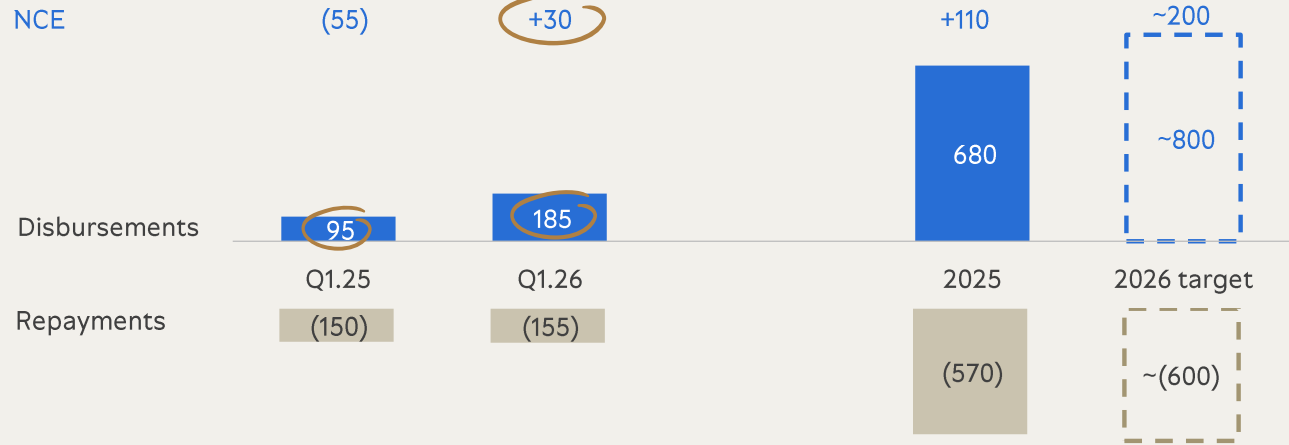 NCE (55) +30 +110 ~200
680 ~800
Disbursements 95 185
Q1.25 Q1.26 2025 2026 target
Repayments (150) (155)
(570) ~(600)